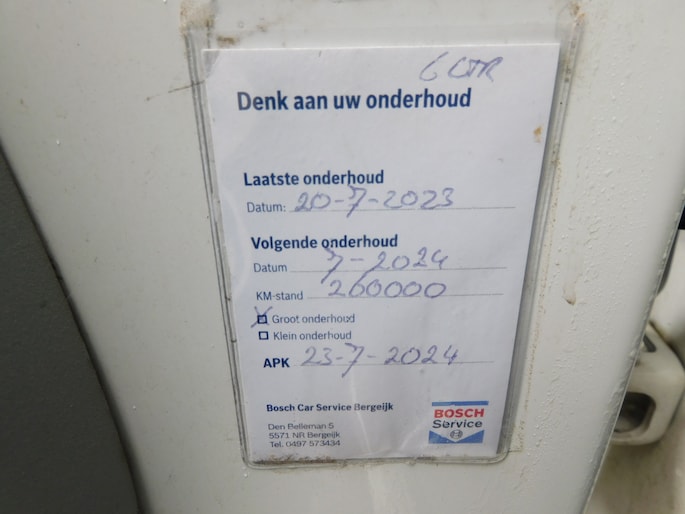 6 LTR
Denk aan uw onderhoud
Laatste onderhoud
Datum: 20-7-2023
Volgende onderhoud
Datum 7-2024
KM-stand 260000
X Groot onderhoud
Klein onderhoud
APK 23-7-2024
Bosch Car Service Bergeijk
Den Belleman 5
5571 NR Bergeijk
Tel. 0497 573434
BOSCH
Service